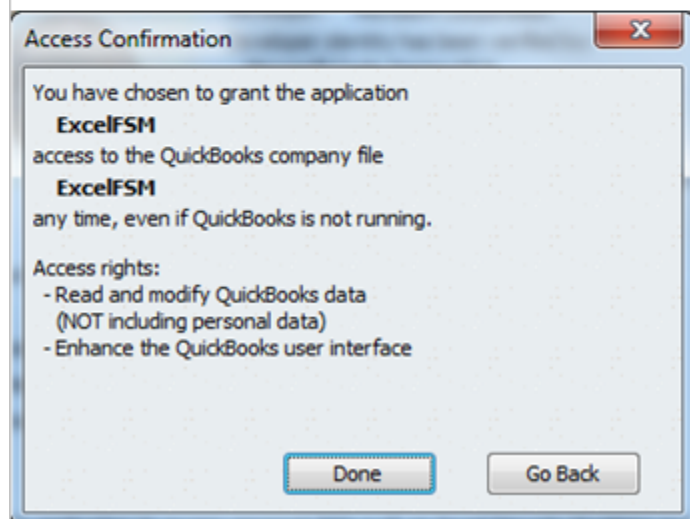 Access Confirmation
You have chosen to grant the application
ExcelFSM
access to the QuickBooks company file
ExcelFSM
any time, even if QuickBooks is not running.
Access rights:
- Read and modify QuickBooks data
(NOT including personal data)
- Enhance the QuickBooks user interface
Done
Go Back